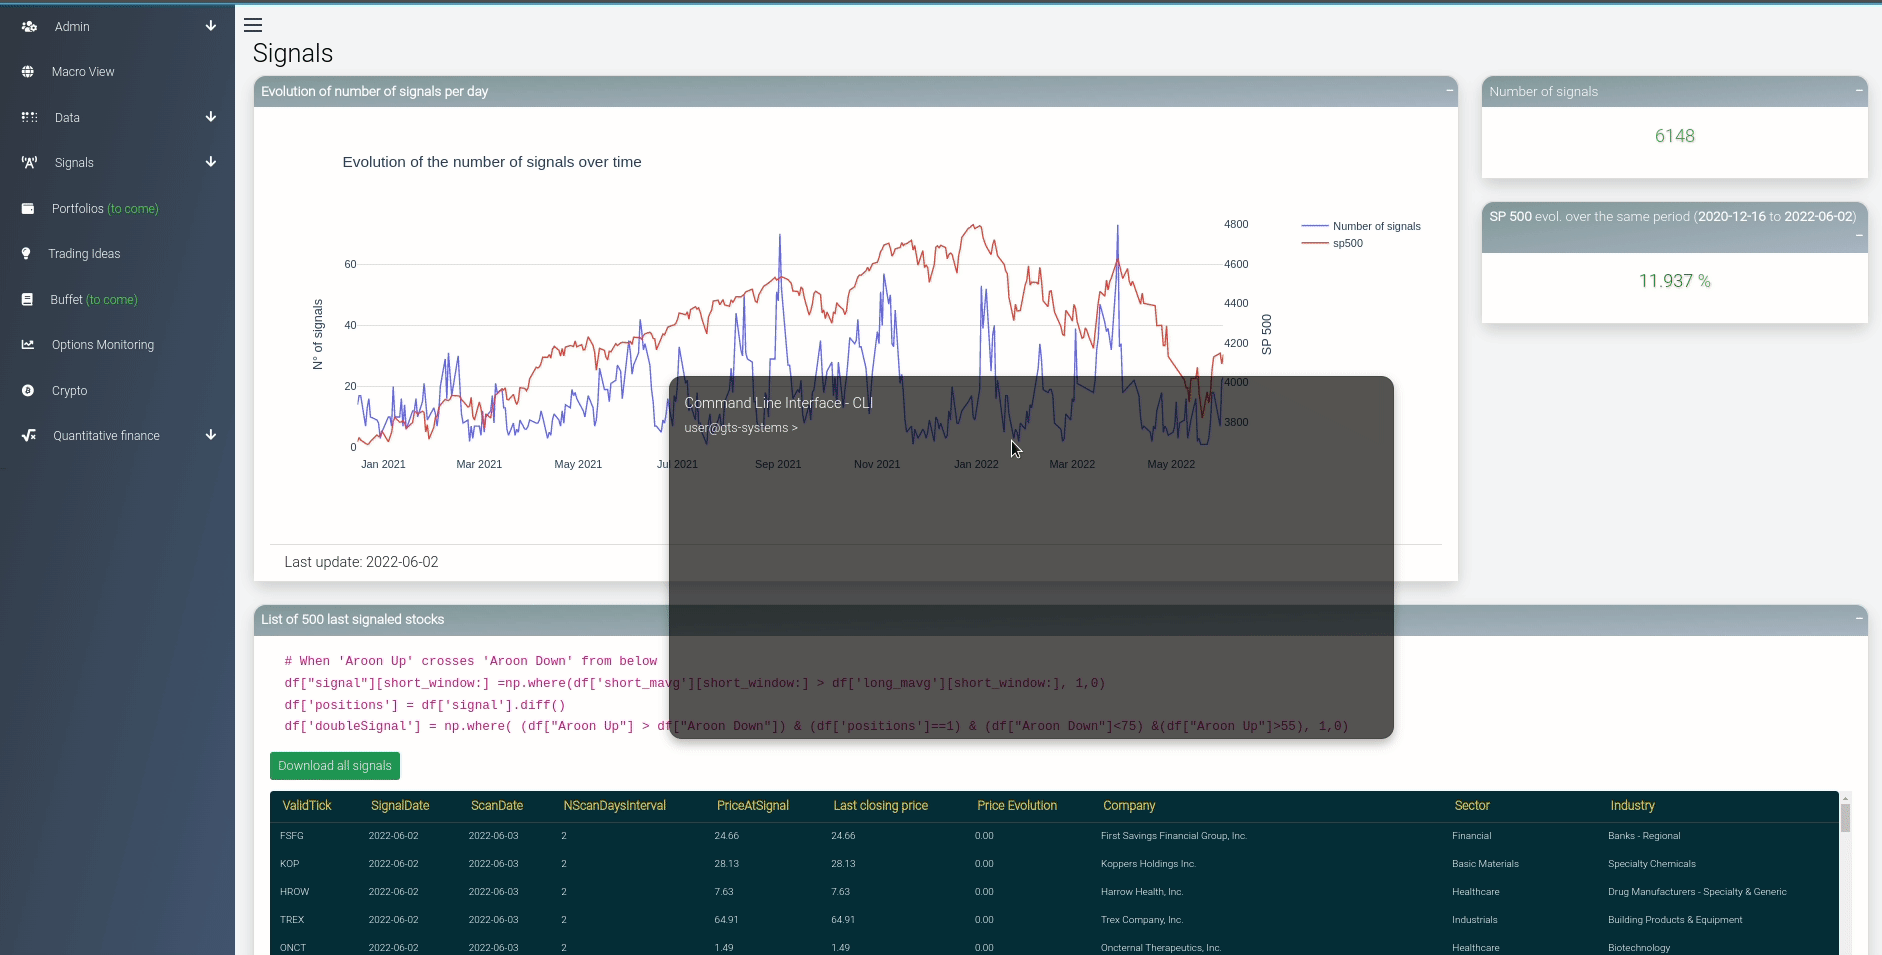 Admin
Macro View
Data
Signals
Portfolios (to come)
Trading Ideas
Buffet (to come)
Options Monitoring
Crypto
Quantitative finance
Signals
Evolution of number of signals per day
Evolution of the number of signals over time
N° of signals
60
40
20
0
4800
4600
4400
4200
4000
3800
SP 500
Number of signals
sp500
Jan 2021
Mar 2021
May 2021
Jul 2021
Sep 2021
Nov 2021
Jan 2022
Mar 2022
May 2022
Last update: 2022-06-02
Number of signals
6148
SP 500 evol. over the same period (2020-12-16 to 2022-06-02)
11.937 %
Command Line Interface - CLI
user@gts-systems >
List of 500 last signaled stocks
# When 'Aroon Up' crosses 'Aroon Down' from below
df["signal"][short_window:] =np.where(df['short_mavg'][short_window:] > df['long_mavg'][short_window:], 1,0)
df['positions'] = df['signal'].diff()
df['doubleSignal'] = np.where( (df["Aroon Up"] > df["Aroon Down"]) & (df['positions']==1) & (df["Aroon Down"]<75) &(df["Aroon Up"]>55), 1,0)
Download all signals
ValidTick SignalDate ScanDate NScanDaysInterval PriceAtSignal Last closing price Price Evolution Company Sector Industry
FSFG 2022-06-02 2022-06-03 2 24.66 24.66 0.00 First Savings Financial Group, Inc. Financial Banks - Regional
KOP 2022-06-02 2022-06-03 2 28.13 28.13 0.00 Koppers Holdings Inc. Basic Materials Specialty Chemicals
HROW 2022-06-02 2022-06-03 2 7.63 7.63 0.00 Harrow Health, Inc. Healthcare Drug Manufacturers - Specialty & Generic
TREX 2022-06-02 2022-06-03 2 64.91 64.91 0.00 Trex Company, Inc. Industrials Building Products & Equipment
ONCT 2022-06-02 2022-06-03 2 1.49 1.49 0.00 Oncternal Therapeutics, Inc. Healthcare Biotechnology